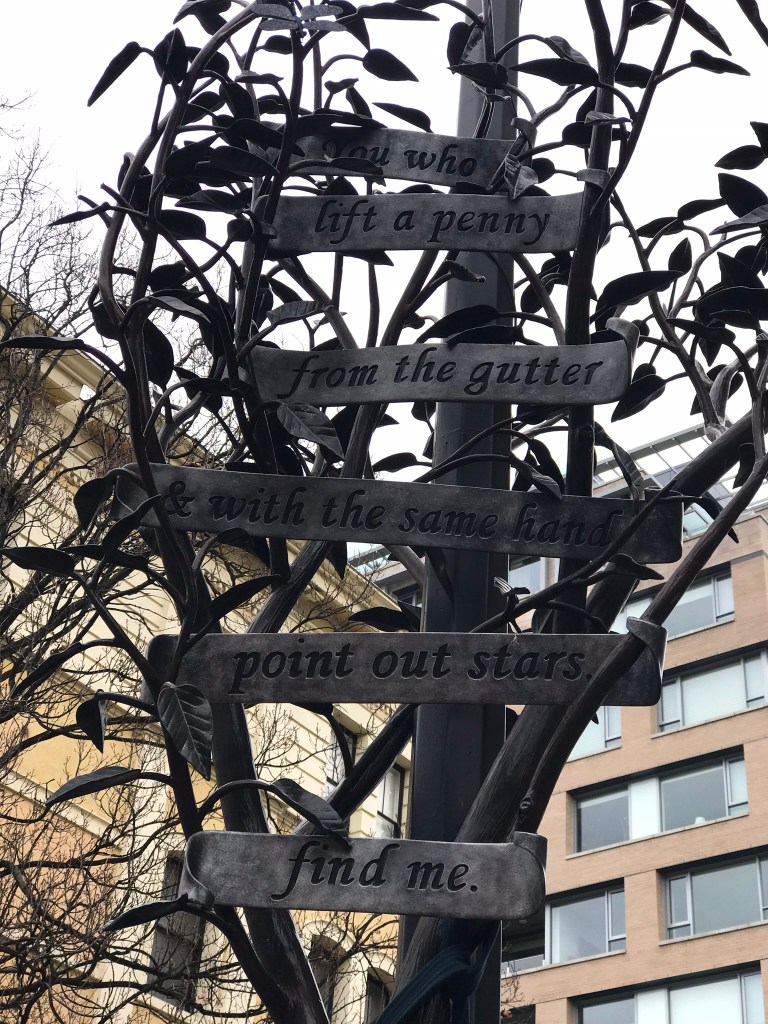 You who
lift a penny
from the gutter
& with the same hand
point out stars.
find me.